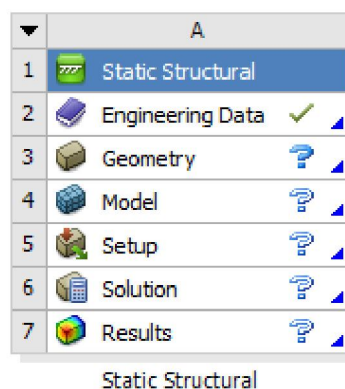 A
1 Static Structural
2 Engineering Data ✓
3 Geometry ?
4 Model ?
5 Setup ?
6 Solution ?
7 Results ?
Static Structural